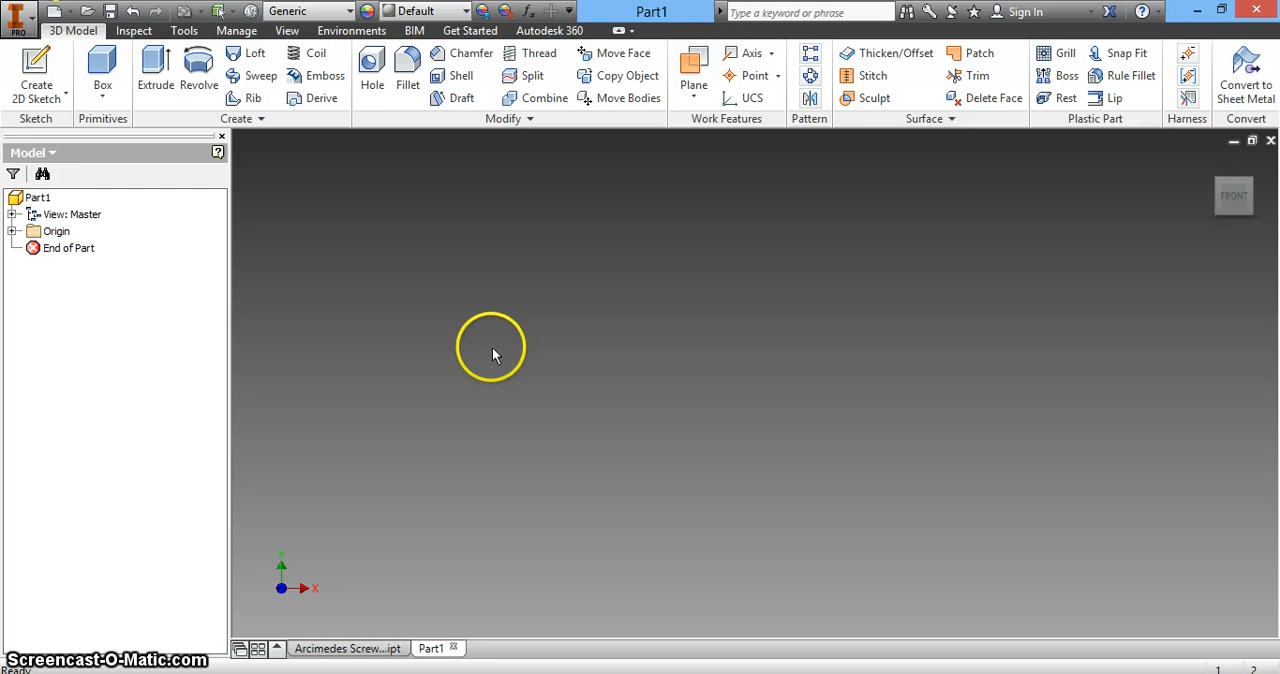 PRO
Generic
Default
fx
Part1
Type a keyword or phrase
Sign In
3D Model
Inspect
Tools
Manage
View
Environments
BIM
Get Started
Autodesk 360
Create
2D Sketch
Sketch
Box
Primitives
Extrude
Revolve
Loft
Sweep
Rib
Coil
Emboss
Derive
Create
Hole
Fillet
Chamfer
Shell
Draft
Thread
Split
Combine
Move Face
Copy Object
Move Bodies
Modify
Plane
Axis
Point
UCS
Work Features
Pattern
Thicken/Offset
Stitch
Sculpt
Patch
Trim
Delete Face
Surface
Grill
Boss
Rest
Snap Fit
Rule Fillet
Lip
Plastic Part
Harness
Convert to
Sheet Metal
Convert
Model
Part1
View: Master
Origin
End of Part
FRONT
Y
X
Arcimedes Screw...ipt
Part1
Screencast-O-Matic.com
Ready
1
2